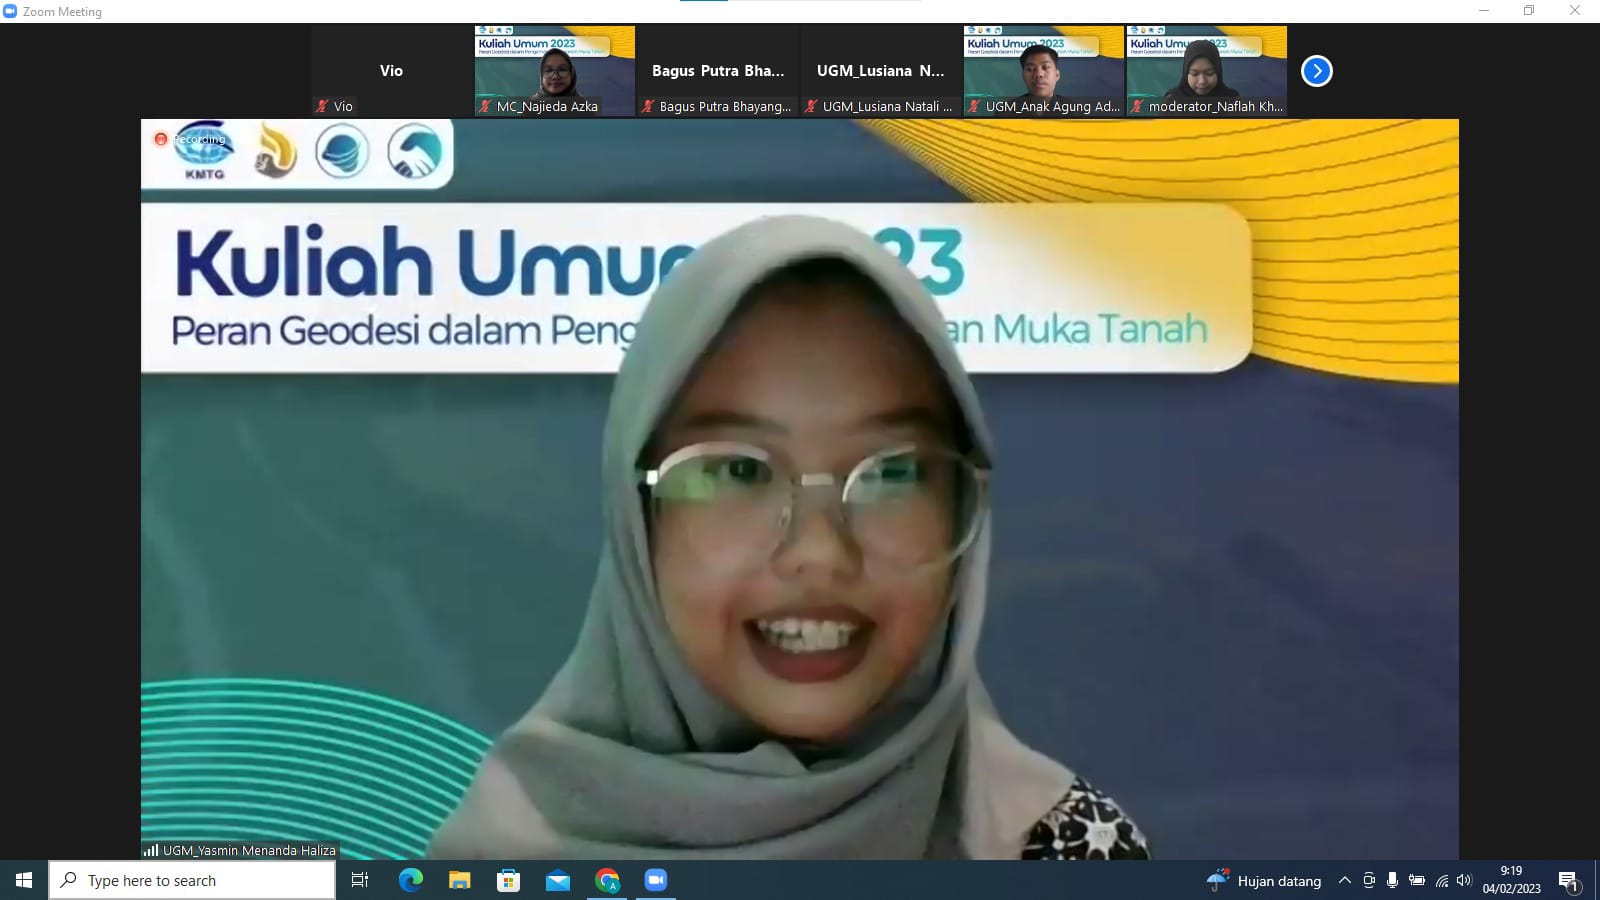 Zoom Meeting
Vio
Bagus Putra Bha...
UGM_Lusiana N...
Kuliah Umum 2023
Kuliah Umum 2023
Vio
MC_Najieda Azka
Bagus Putra Bhayang...
UGM_Lusiana Natali ...
UGM_Anak Agung Ad...
moderator_Naflah Kh...
Recording
KMTG
Kuliah Umum 23
Peran Geodesi dalam Peng an Muka Tanah
UGM_Yasmin Menanda Haliza
Type here to search
A
Hujan datang
9:19
04/02/2023
1